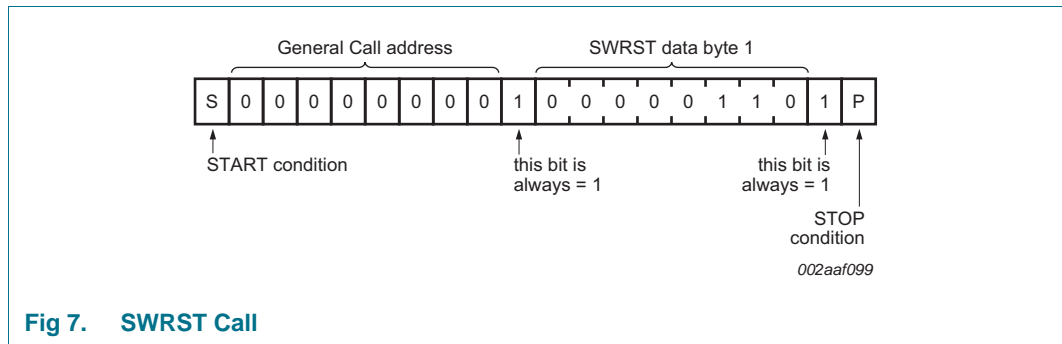 General Call address SWRST data byte 1
S 0 0 0 0 0 0 0 0 1 0 0 0 0 0 1 1 0 1 P
START condition
this bit is
always = 1
this bit is
always = 1
STOP
condition
002aaf099
Fig 7. SWRST Call